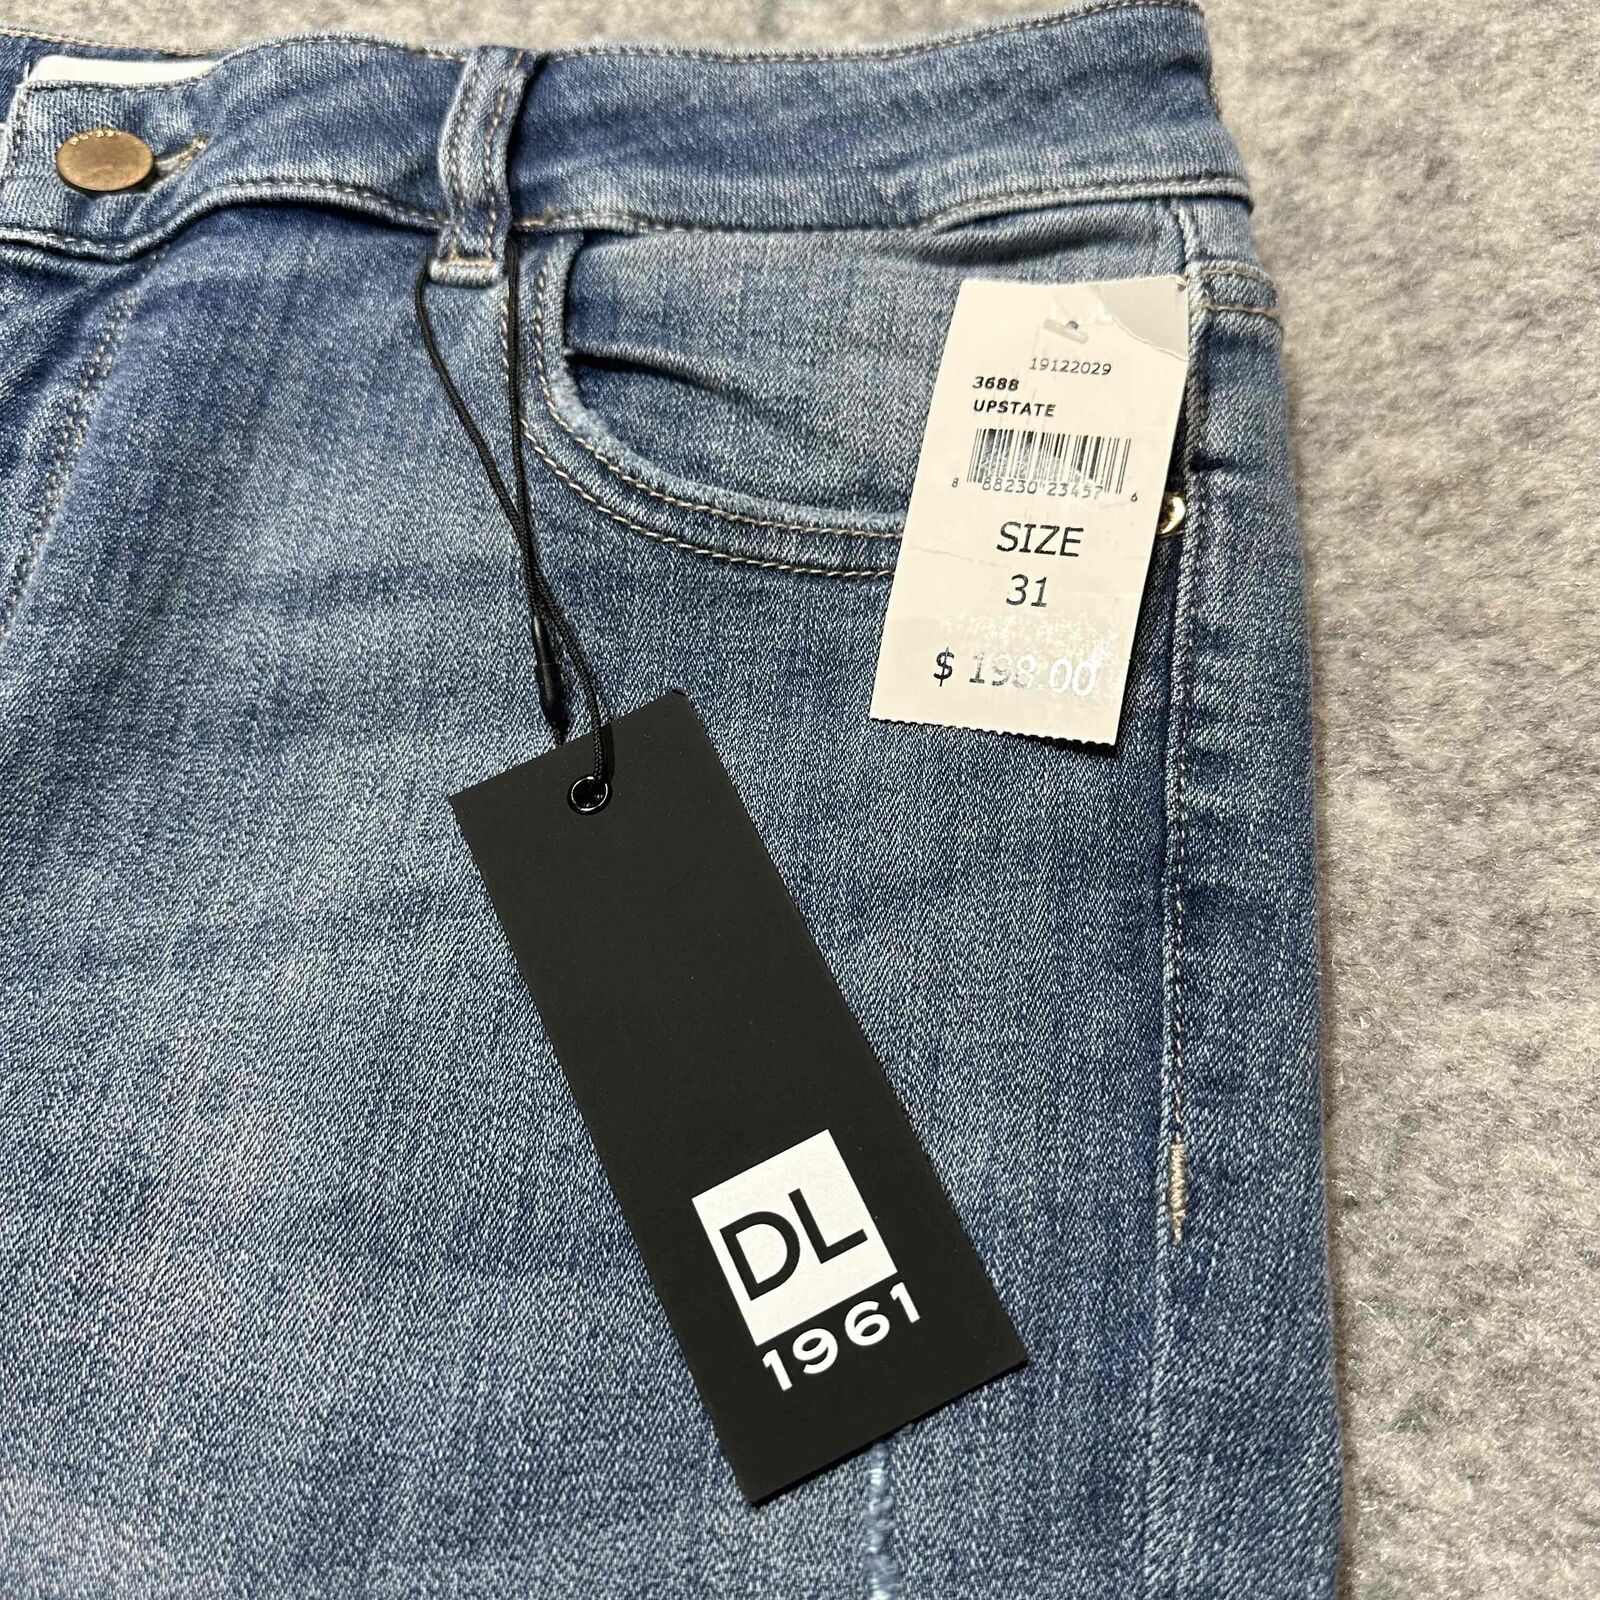 19122029
3688
UPSTATE
8 88230 23457 6
SIZE
31
$ 198.00
DL
1961